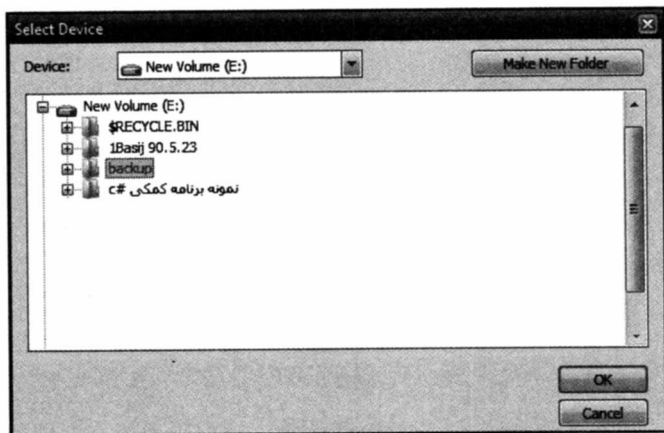 Select Device
Device: New Volume (E:) Make New Folder
New Volume (E:)
$RECYCLE.BIN
1Basij 90.5.23
backup
نمونه برنامه کمکی #c
OK
Cancel